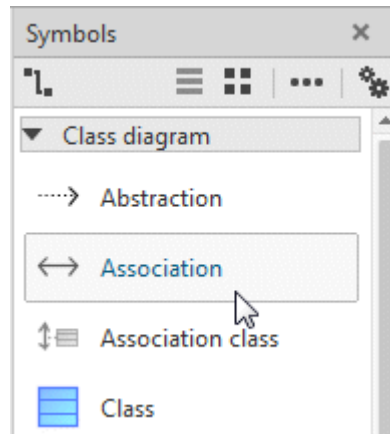 Symbols
Class diagram
Abstraction
Association
Association class
Class